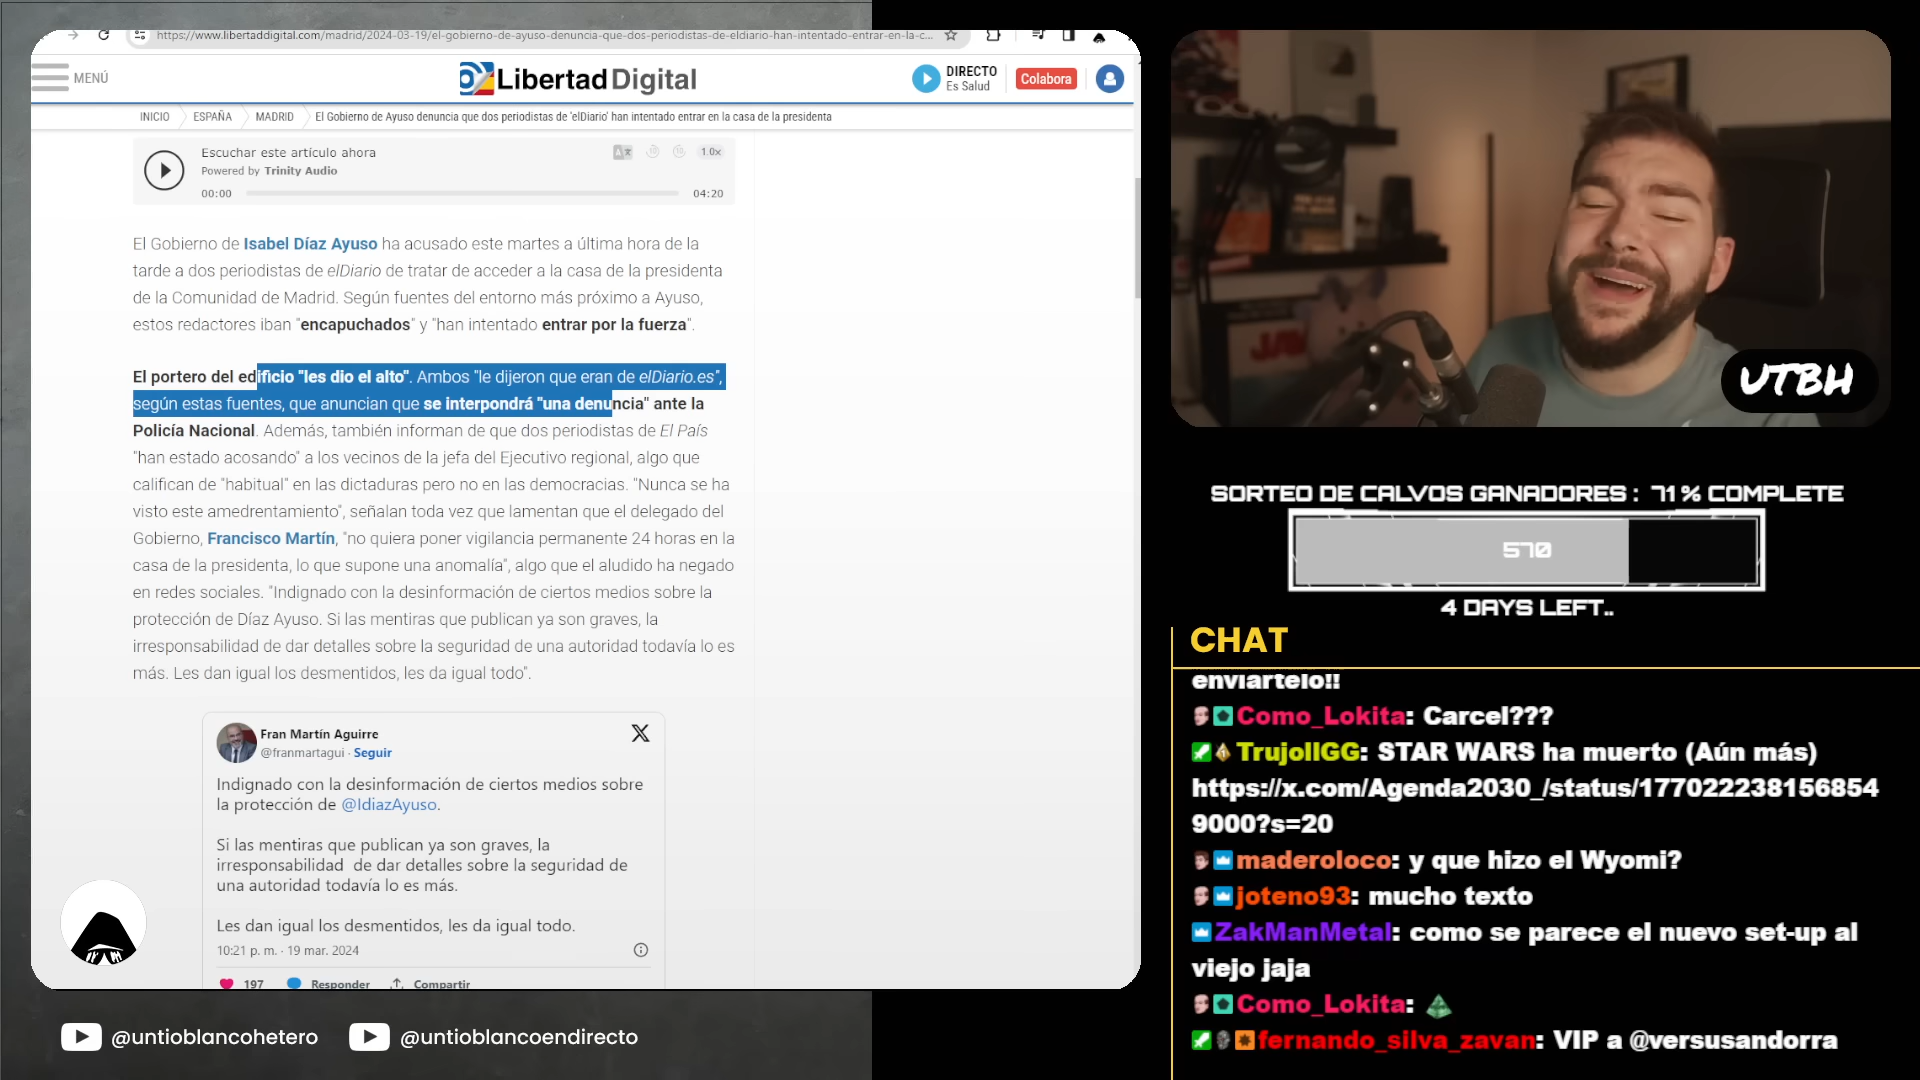 https://www.libertaddigital.com/madrid/2024-03-19/el-gobierno-de-ayuso-denuncia-que-dos-periodistas-de-eldiario-han-intentado-entrar-en-la-c...
MENÚ
Libertad Digital
DIRECTO
Es Salud
Colabora
INICIO
ESPAÑA
MADRID
El Gobierno de Ayuso denuncia que dos periodistas de 'elDiario' han intentado entrar en la casa de la presidenta
Escuchar este artículo ahora
Powered by Trinity Audio
1.0x
00:00
04:20
El Gobierno de Isabel Díaz Ayuso ha acusado este martes a última hora de la
tarde a dos periodistas de elDiario de tratar de acceder a la casa de la presidenta
de la Comunidad de Madrid. Según fuentes del entorno más próximo a Ayuso,
estos redactores iban "encapuchados" y "han intentado entrar por la fuerza".
El portero del edificio "les dio el alto". Ambos "le dijeron que eran de elDiario.es",
según estas fuentes, que anuncian que se interpondrá "una denuncia" ante la
Policía Nacional. Además, también informan de que dos periodistas de El País
"han estado acosando" a los vecinos de la jefa del Ejecutivo regional, algo que
califican de "habitual" en las dictaduras pero no en las democracias. "Nunca se ha
visto este amedrentamiento", señalan toda vez que lamentan que el delegado del
Gobierno, Francisco Martín, "no quiera poner vigilancia permanente 24 horas en la
casa de la presidenta, lo que supone una anomalía", algo que el aludido ha negado
en redes sociales. "Indignado con la desinformación de ciertos medios sobre la
protección de Díaz Ayuso. Si las mentiras que publican ya son graves, la
irresponsabilidad de dar detalles sobre la seguridad de una autoridad todavía lo es
más. Les dan igual los desmentidos, les da igual todo".
Fran Martín Aguirre
@franmartagui · Seguir
Indignado con la desinformación de ciertos medios sobre
la protección de @IdiazAyuso.
Si las mentiras que publican ya son graves, la
irresponsabilidad de dar detalles sobre la seguridad de
una autoridad todavía lo es más.
Les dan igual los desmentidos, les da igual todo.
10:21 p. m. · 19 mar. 2024
197
Responder
Compartir
@untioblancohetero
@untioblancoendirecto
UTBH
SORTEO DE CALVOS GANADORES : 71% COMPLETE
570
4 DAYS LEFT..
CHAT
enviártelo!!
Como_Lokita: Carcel???
TrujollGG: STAR WARS ha muerto (Aún más)
https://x.com/Agenda2030_/status/177022238156854
9000?s=20
maderoloco: y que hizo el Wyomi?
joteno93: mucho texto
ZakManMetal: como se parece el nuevo set-up al
viejo jaja
Como_Lokita:
fernando_silva_zavan: VIP a @versusandorra